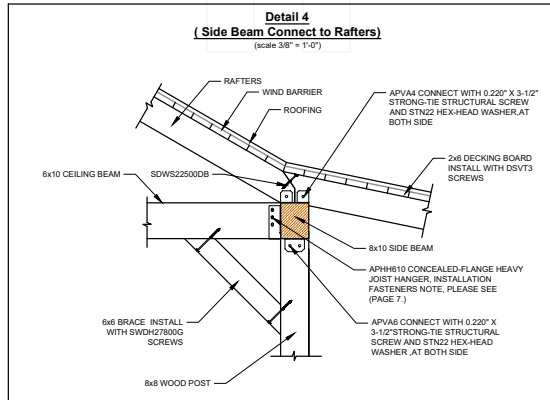 Detail 4
( Side Beam Connect to Rafters)
(scale 3/8" = 1'-0")
RAFTERS
WIND BARRIER
ROOFING
APVA4 CONNECT WITH 0.220" X 3-1/2"
STRONG-TIE STRUCTURAL SCREW
AND STN22 HEX-HEAD WASHER,AT
BOTH SIDE
6x10 CEILING BEAM
SDWS22500DB
2x6 DECKING BOARD
INSTALL WITH DSVT3
SCREWS
8x10 SIDE BEAM
APHH610 CONCEALED-FLANGE HEAVY
JOIST HANGER, INSTALLATION
FASTENERS NOTE, PLEASE SEE
(PAGE 7.)
6x6 BRACE INSTALL
WITH SWDH27800G
SCREWS
APVA6 CONNECT WITH 0.220" X
3-1/2"STRONG-TIE STRUCTURAL
SCREW AND STN22 HEX-HEAD
WASHER ,AT BOTH SIDE
8x8 WOOD POST